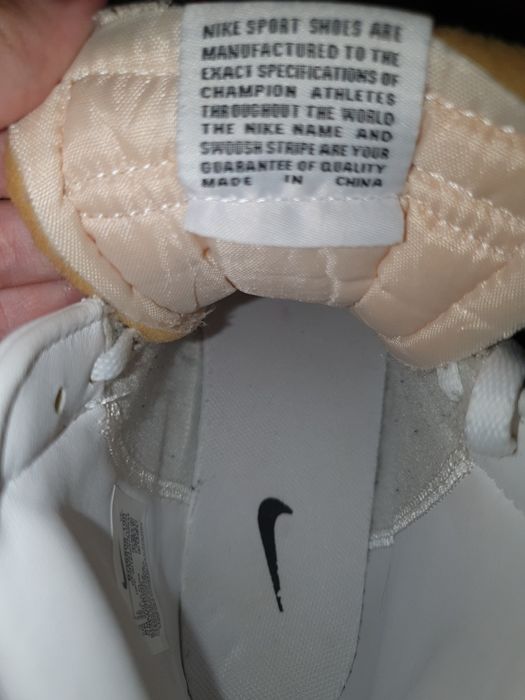 NIKE SPORT SHOES ARE
MANUFACTURED TO THE
EXACT SPECIFICATIONS OF
CHAMPION ATHLETES
THROUGHOUT THE WORLD
THE NIKE NAME AND
SWOOSH STRIPE ARE YOUR
GUARANTEE OF QUALITY
MADE IN CHINA